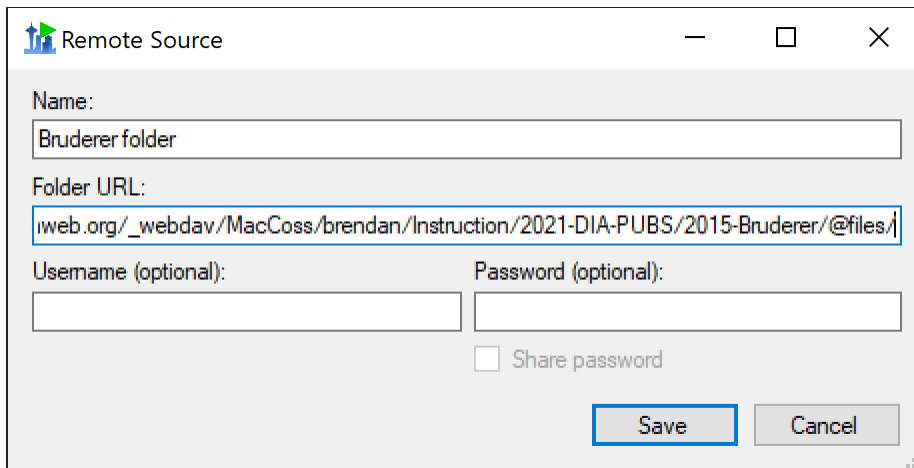 Remote Source
Name:
Bruderer folder
Folder URL:
web.org/_webdav/MacCoss/brendan/Instruction/2021-DIA-PUBS/2015-Bruderer/@files/
Username (optional):
Password (optional):
Share password
Save
Cancel